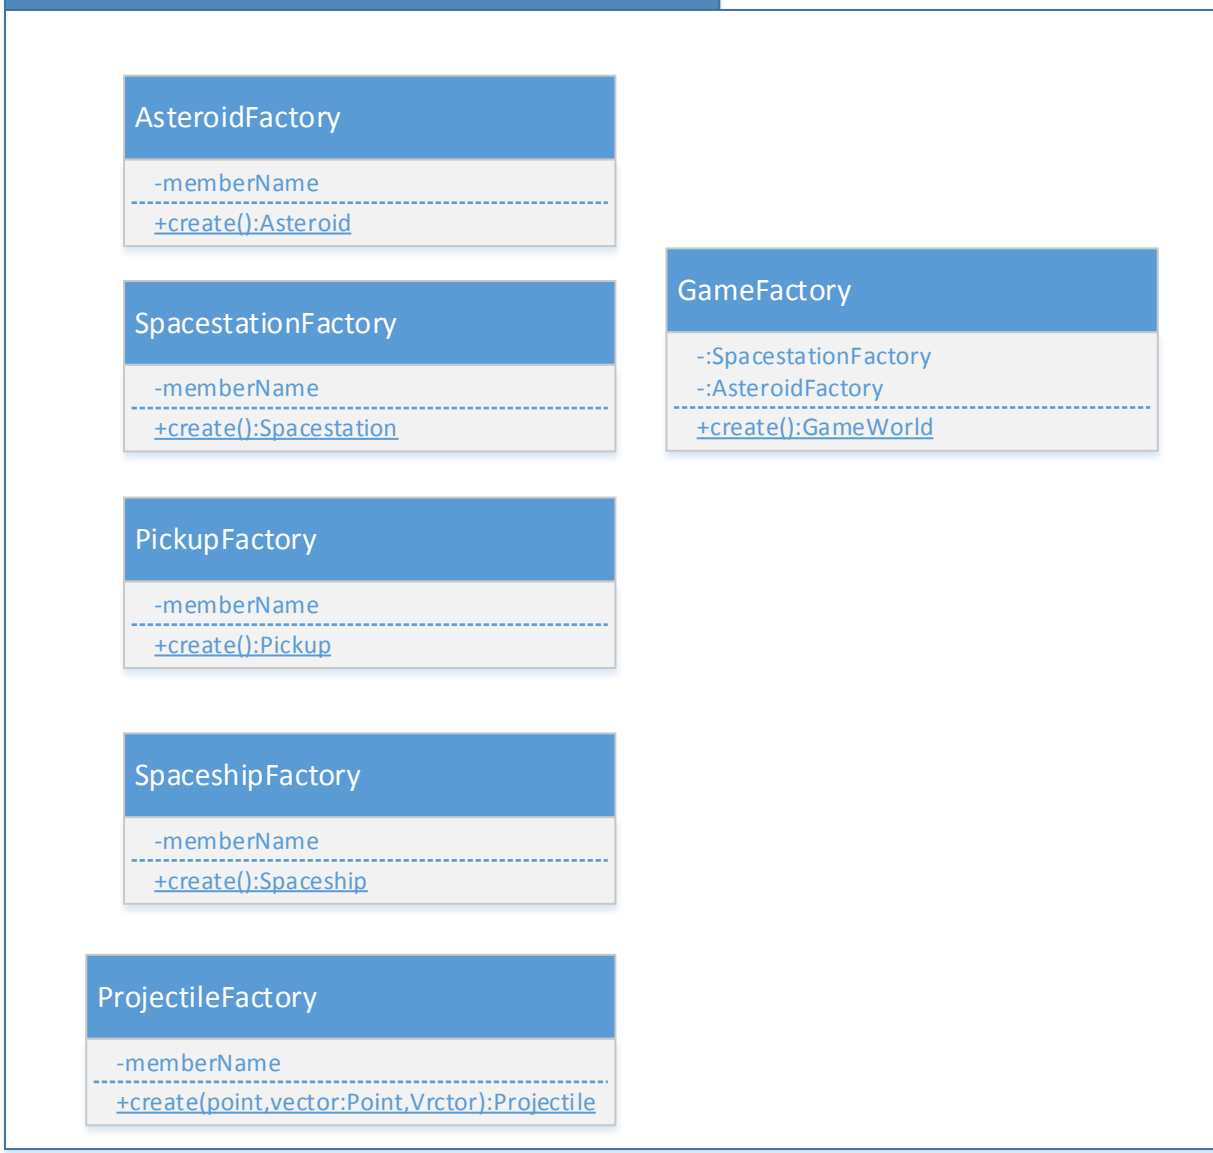 AsteroidFactory
-memberName
+create():Asteroid
SpacestationFactory
-memberName
+create():Spacestation
GameFactory
-:SpacestationFactory
-:AsteroidFactory
+create():GameWorld
PickupFactory
-memberName
+create():Pickup
SpaceshipFactory
-memberName
+create():Spaceship
ProjectileFactory
-memberName
+create(point,vector:Point,Vrctor):Projectile